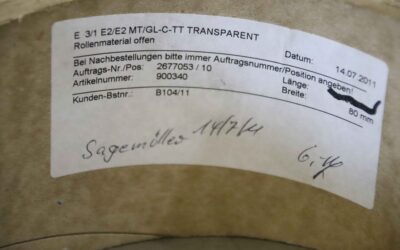 E 3/1 E2/E2 MT/GL-C-TT TRANSPARENT
Rollenmaterial offen
Datum: 14.07.2011
Bei Nachbestellungen bitte immer Auftragsnummer/Position angeben!
Auftrags-Nr./Pos: 2677053 / 10
Länge:
Artikelnummer: 900340
Breite: 80 mm
Kunden-Bstnr.: B104/11
Sagemüller 14/7/11